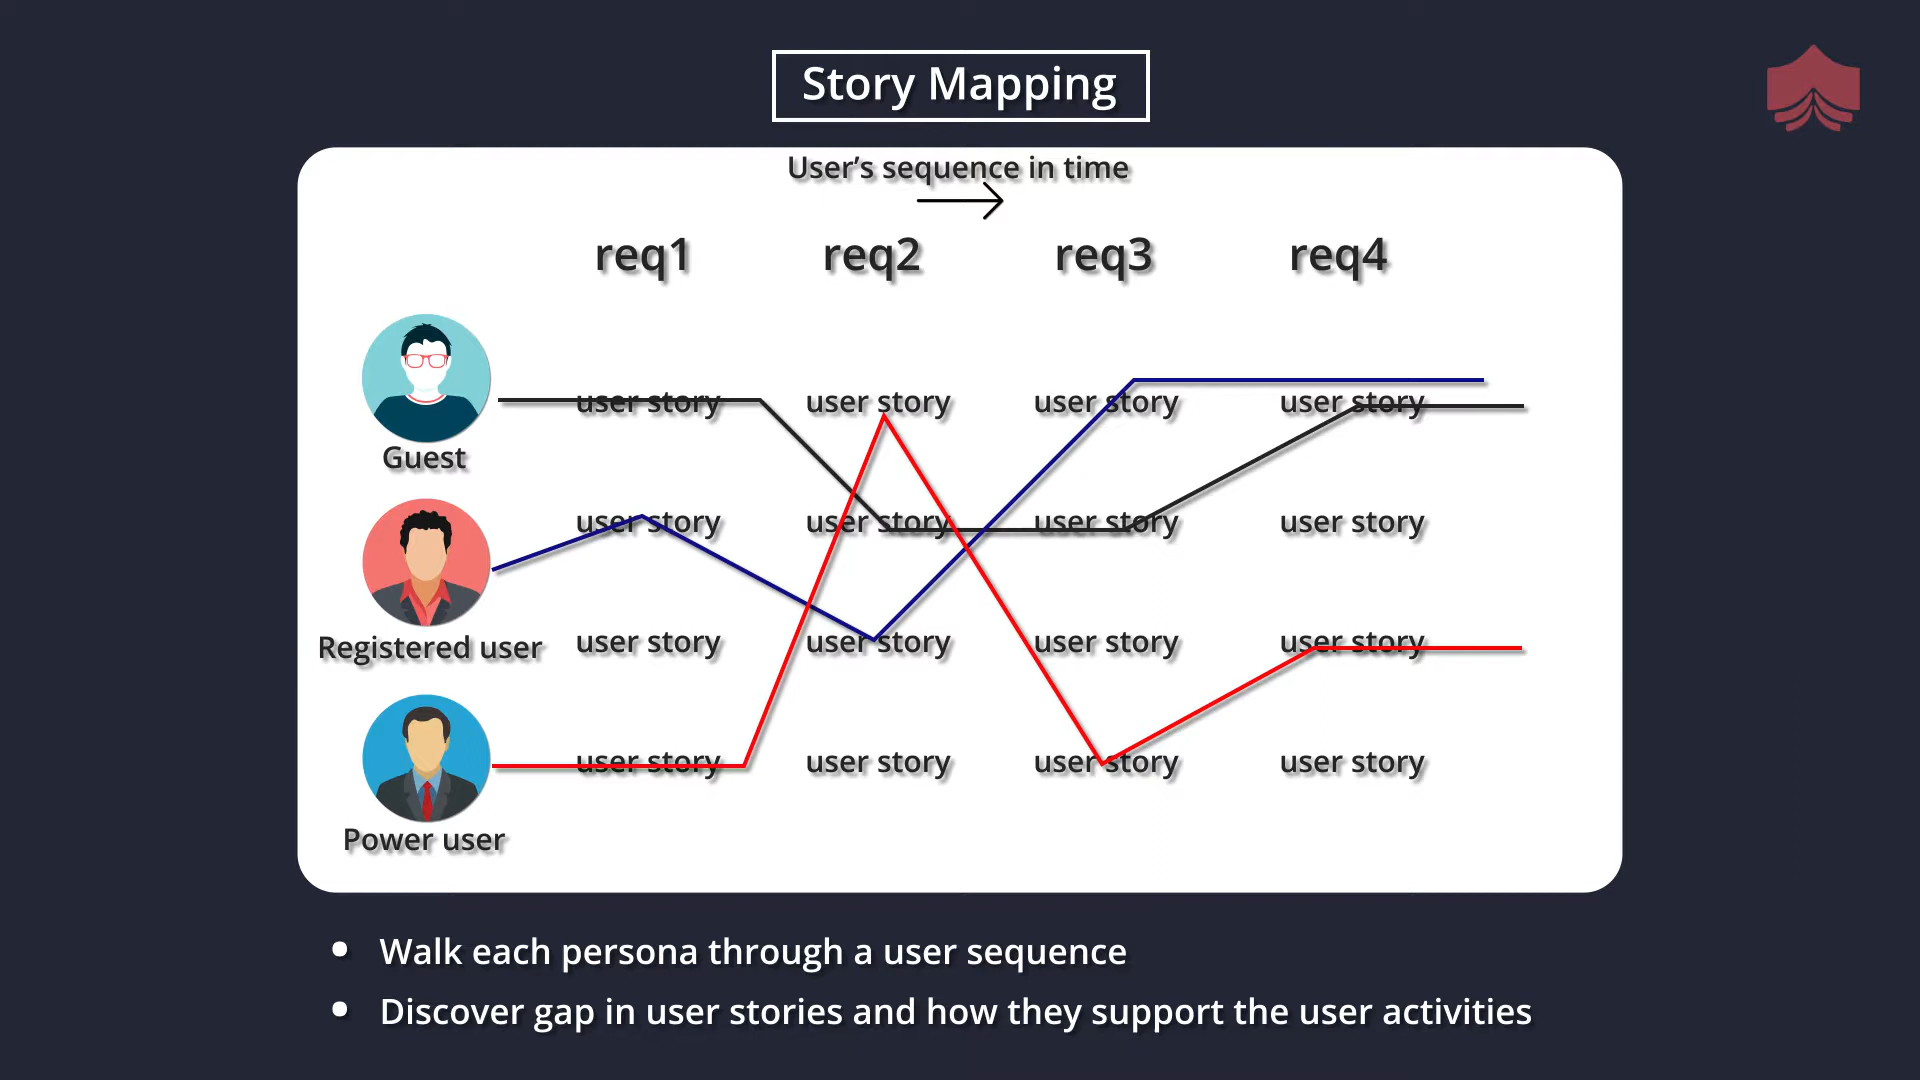 Story Mapping
User's sequence in time
req1 req2 req3 req4
user story user story user story user story
Guest
user story user story user story user story
Registered user
user story user story user story user story
user story user story user story user story
Power user
Walk each persona through a user sequence
Discover gap in user stories and how they support the user activities